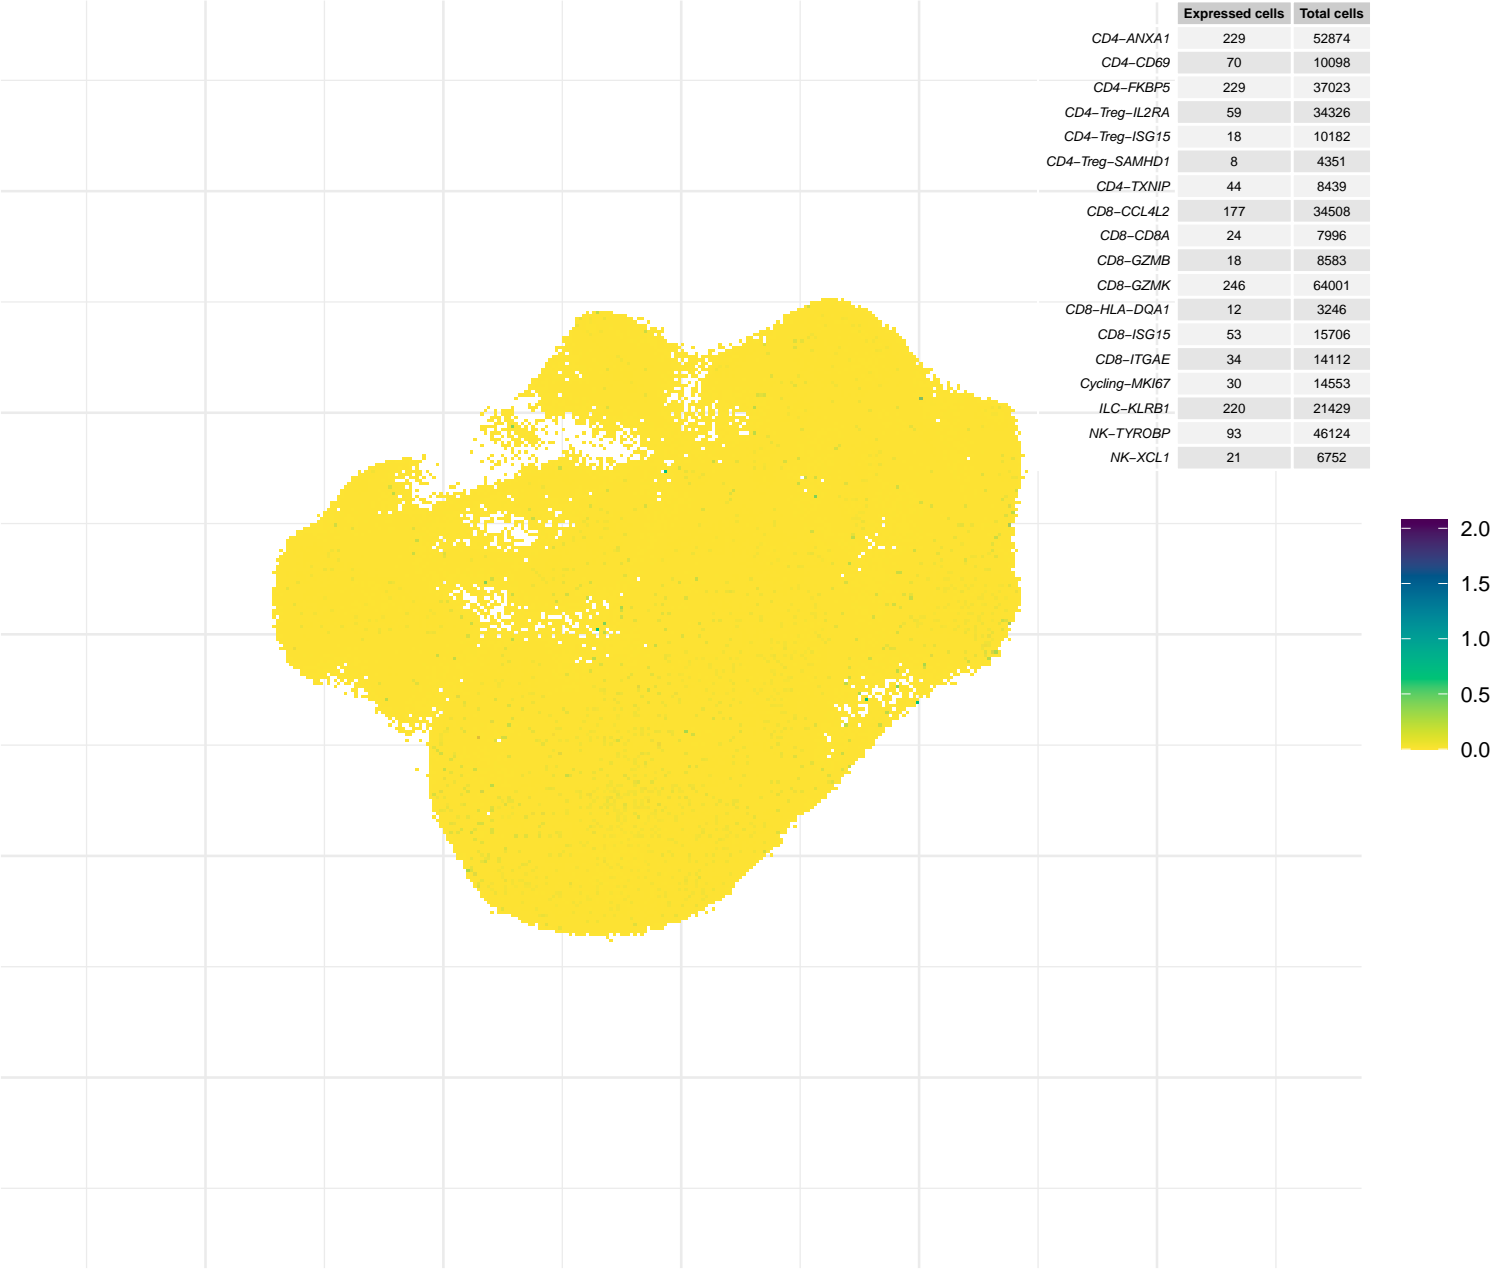 Expressed cells Total cells
CD4−ANXA1 229 52874
CD4−CD69 70 10098
CD4−FKBP5 229 37023
CD4−Treg−IL2RA 59 34326
CD4−Treg−ISG15 18 10182
CD4−Treg−SAMHD1 8 4351
CD4−TXNIP 44 8439
CD8−CCL4L2 177 34508
CD8−CD8A 24 7996
CD8−GZMB 18 8583
CD8−GZMK 246 64001
CD8−HLA−DQA1 12 3246
CD8−ISG15 53 15706
CD8−ITGAE 34 14112
Cycling−MKI67 30 14553
ILC−KLRB1 220 21429
NK−TYROBP 93 46124
NK−XCL1 21 6752
2.0
1.5
1.0
0.5
0.0